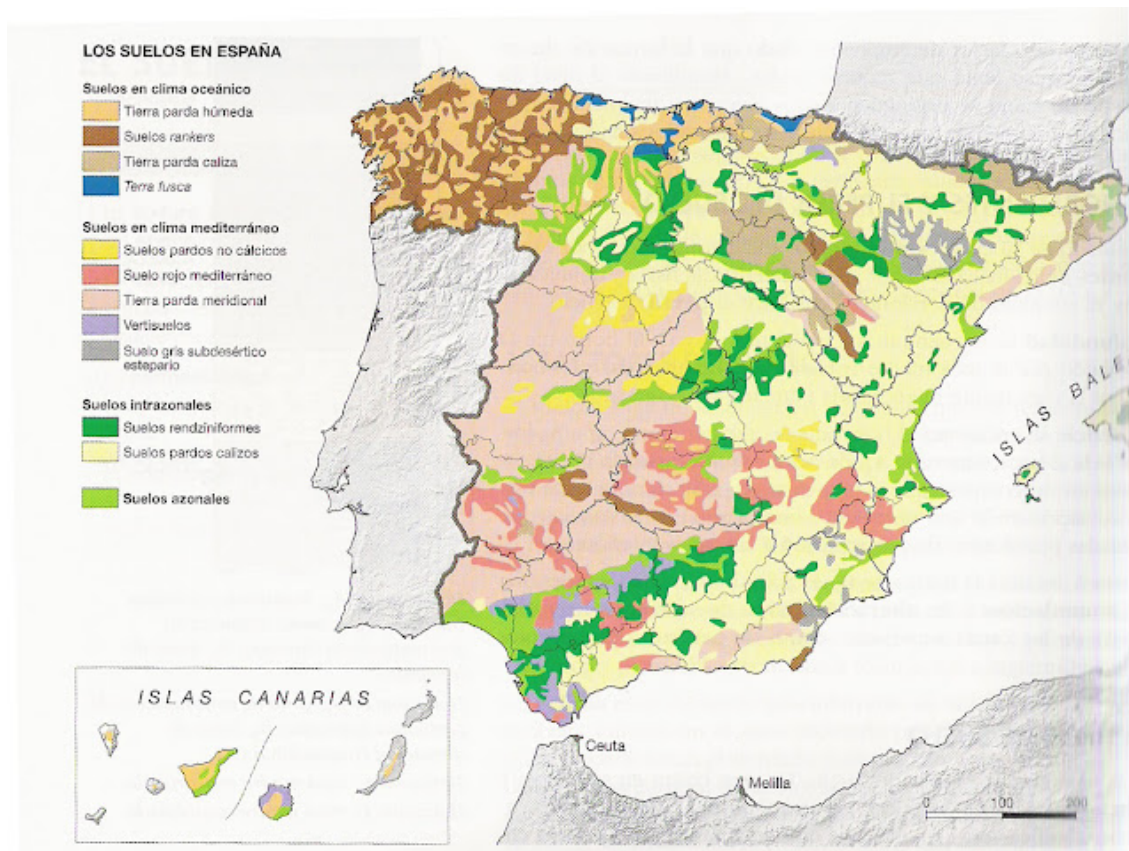 LOS SUELOS EN ESPAÑA
Suelos en clima oceánico
Tierra parda húmeda
Suelos rankers
Tierra parda caliza
Terra fusca
Suelos en clima mediterráneo
Suelos pardos no cálcicos
Suelo rojo mediterráneo
Tierra parda meridional
Vertisuelos
Suelo gris subdesértico
estepario
Suelos intrazonales
Suelos rendziniformes
Suelos pardos calizos
Suelos azonales
ISLAS BALE
ISLAS CANARIAS
Ceuta
Melilla
0 100 200